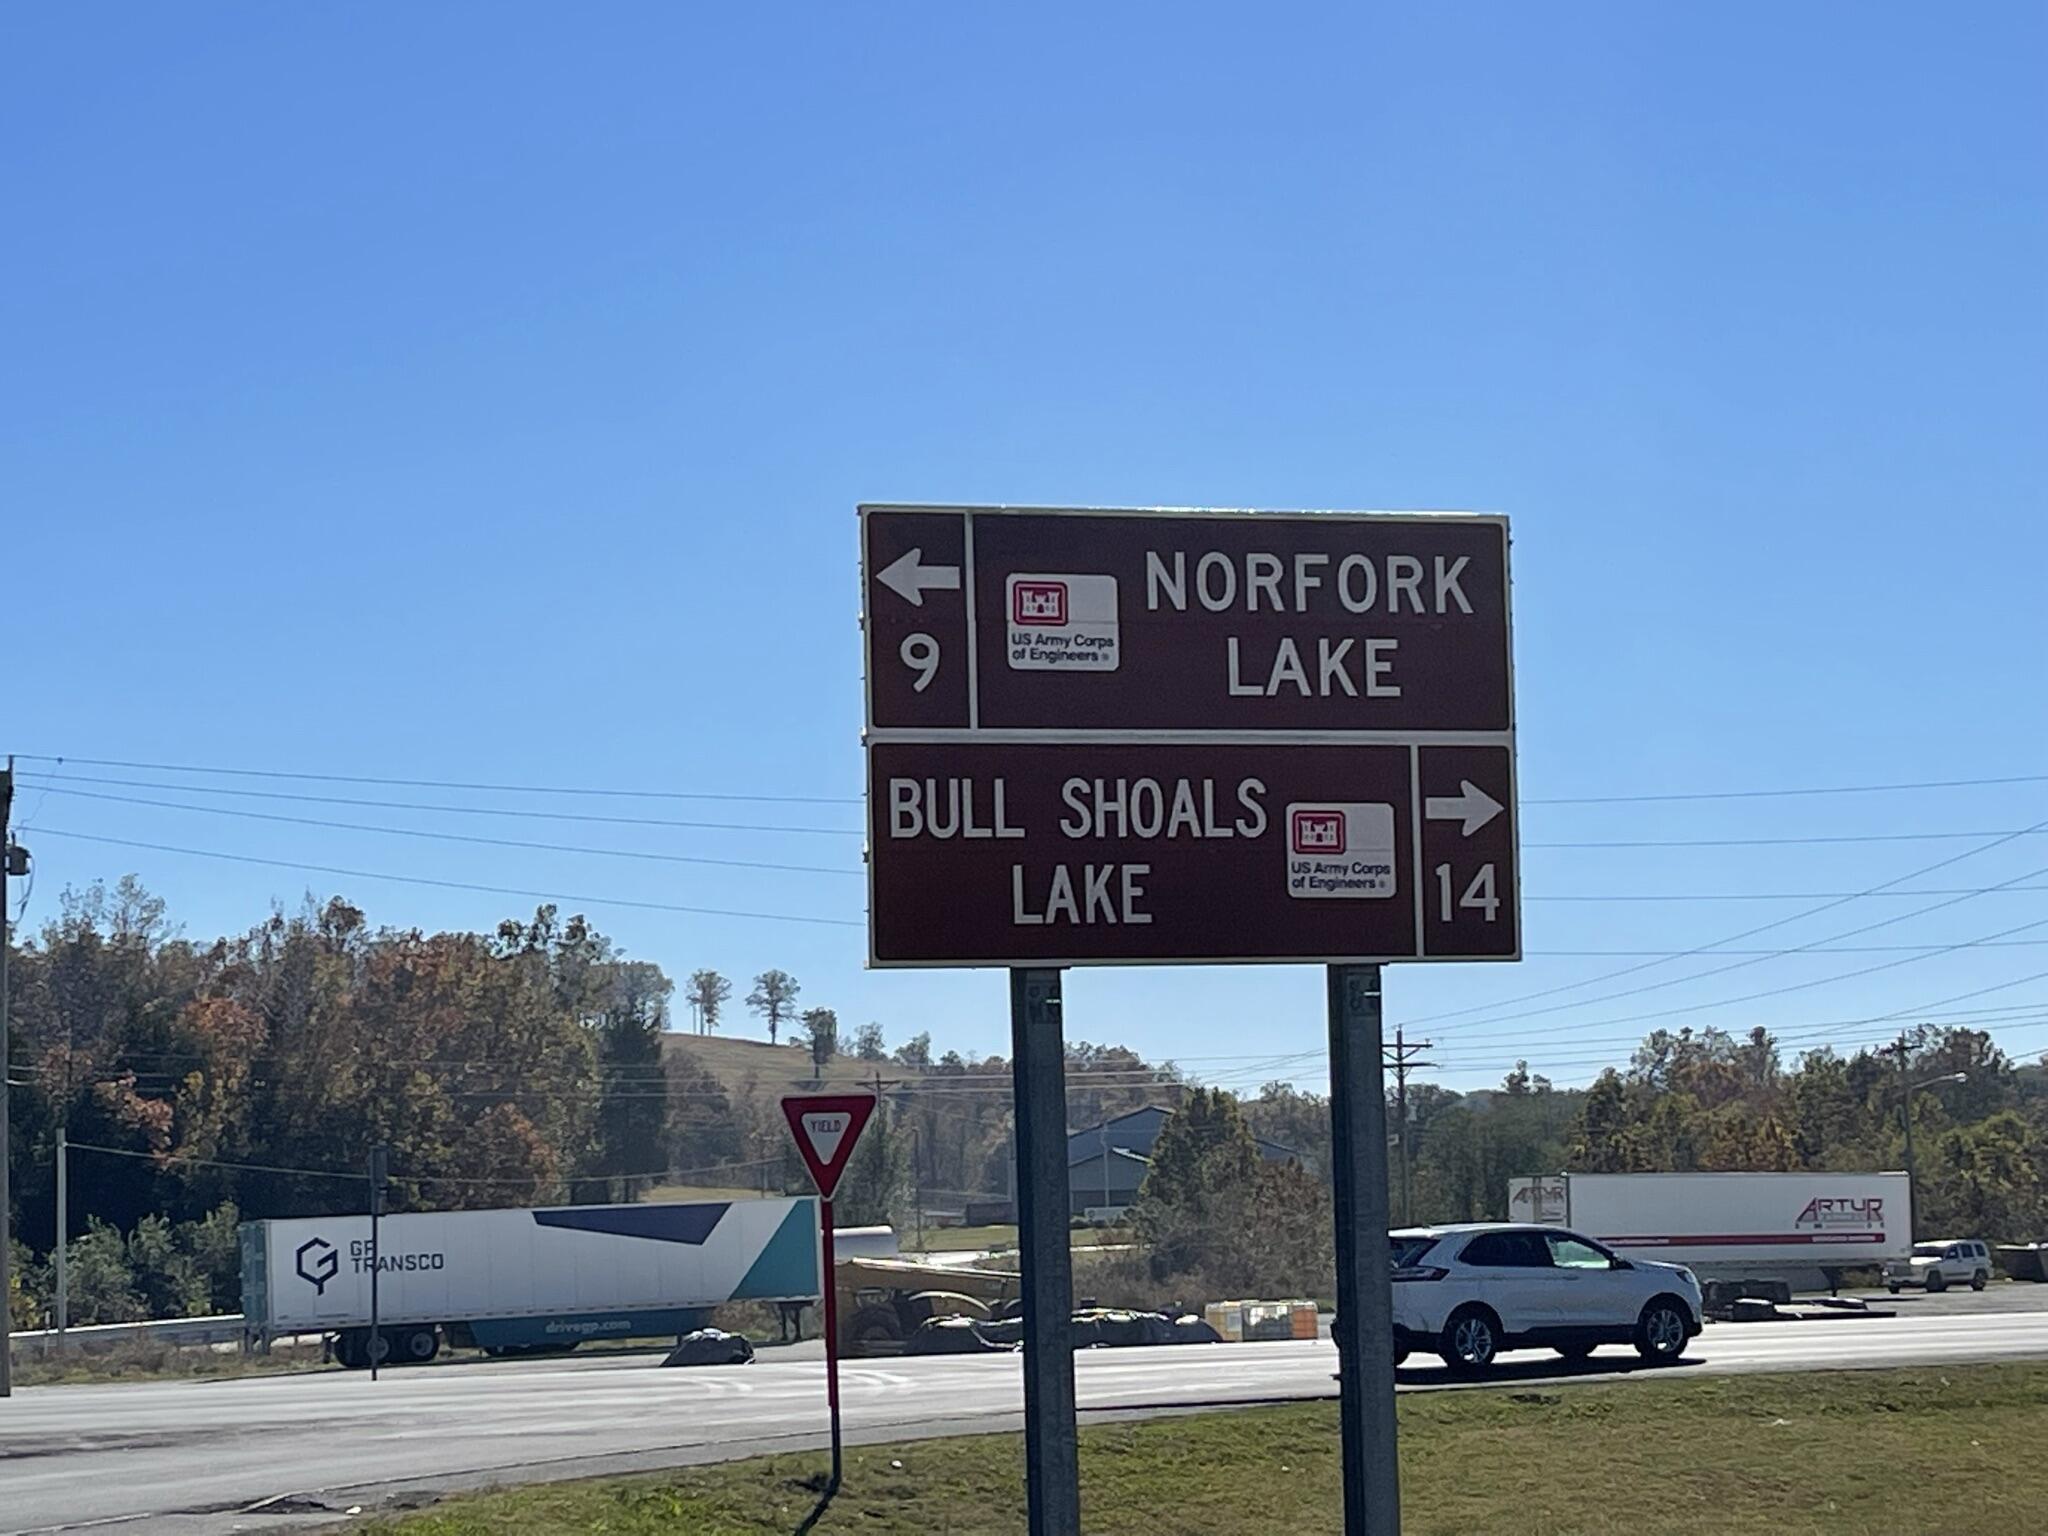 9
NORFORK
LAKE
US Army Corps
of Engineers ®
BULL SHOALS
LAKE
US Army Corps
of Engineers ®
14
YIELD
GP
TRANSCO
drivegp.com
ARTUR
ARTUR